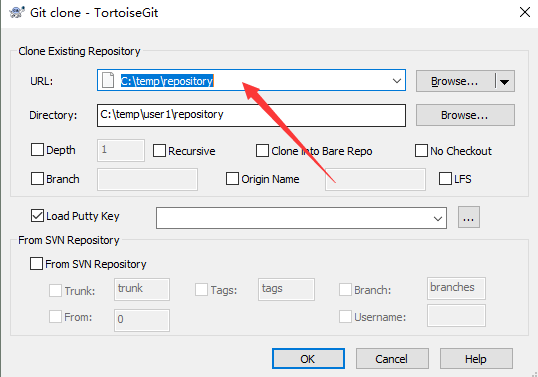 Git clone - TortoiseGit
Clone Existing Repository
URL: C:\temp\repository Browse...
Directory: C:\temp\user1\repository Browse...
Depth 1 Recursive Clone into Bare Repo No Checkout
Branch Origin Name LFS
Load Putty Key ...
From SVN Repository
From SVN Repository
Trunk: trunk Tags: tags Branch: branches
From: 0 Username:
OK Cancel Help